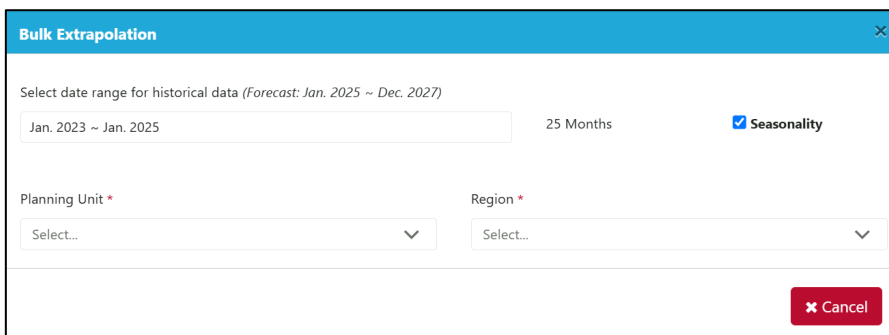 Bulk Extrapolation ×
Select date range for historical data (Forecast: Jan. 2025 ~ Dec. 2027)
Jan. 2023 ~ Jan. 2025 25 Months Seasonality
Planning Unit * Region *
Select... Select...
Cancel